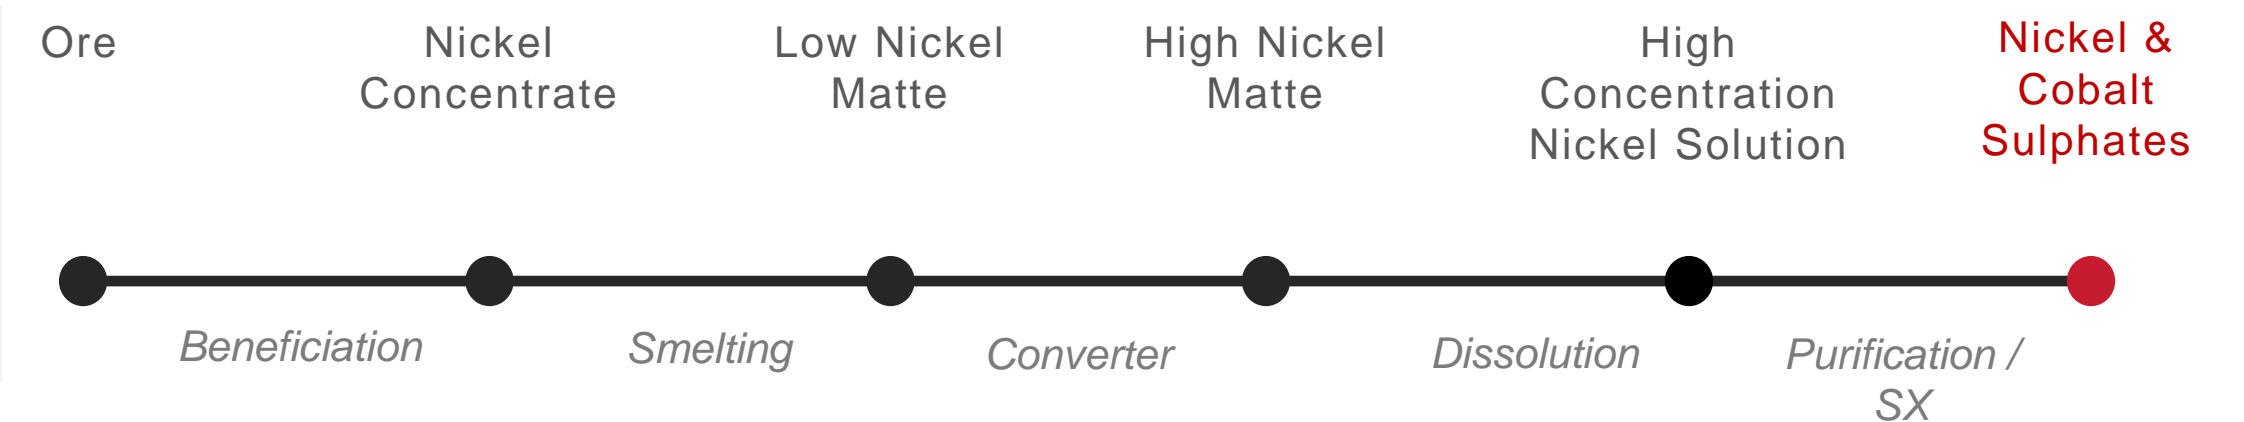 Ore
Nickel
Concentrate
Low Nickel
Matte
High Nickel
Matte
High
Concentration
Nickel Solution
Nickel &
Cobalt
Sulphates
Beneficiation
Smelting
Converter
Dissolution
Purification /
SX